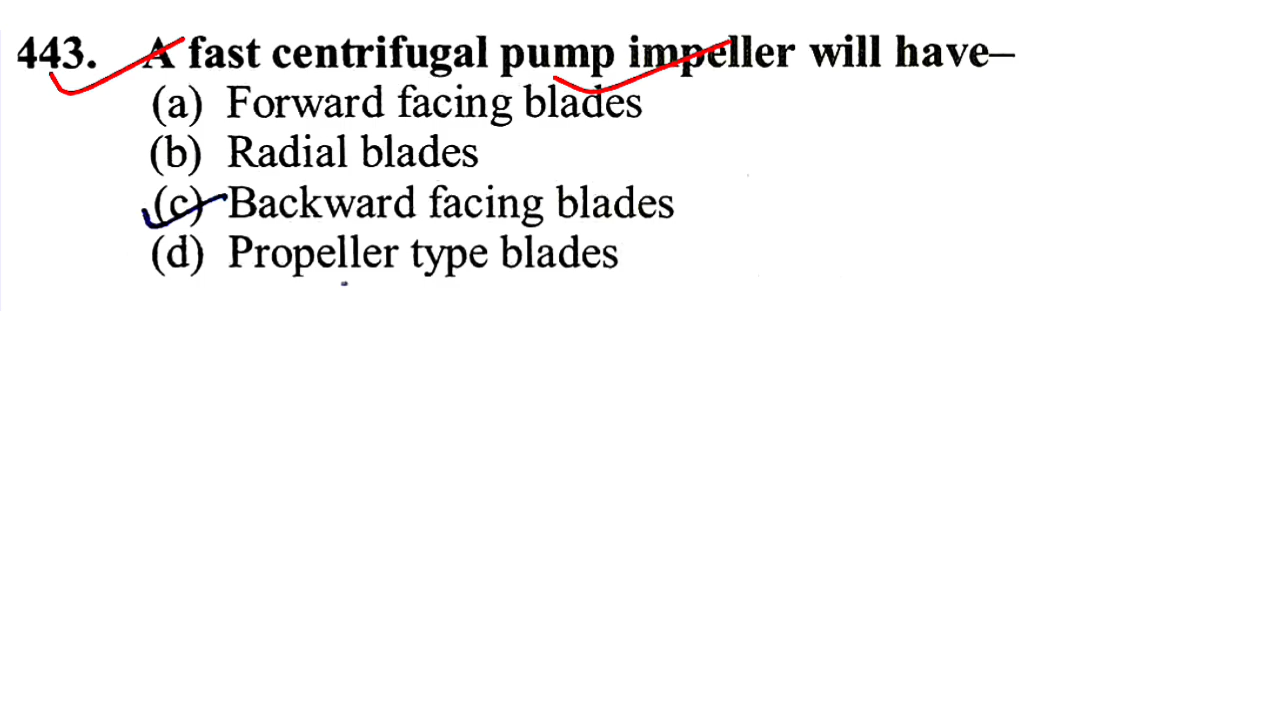 443. A fast centrifugal pump impeller will have–
(a) Forward facing blades
(b) Radial blades
(c) Backward facing blades
(d) Propeller type blades